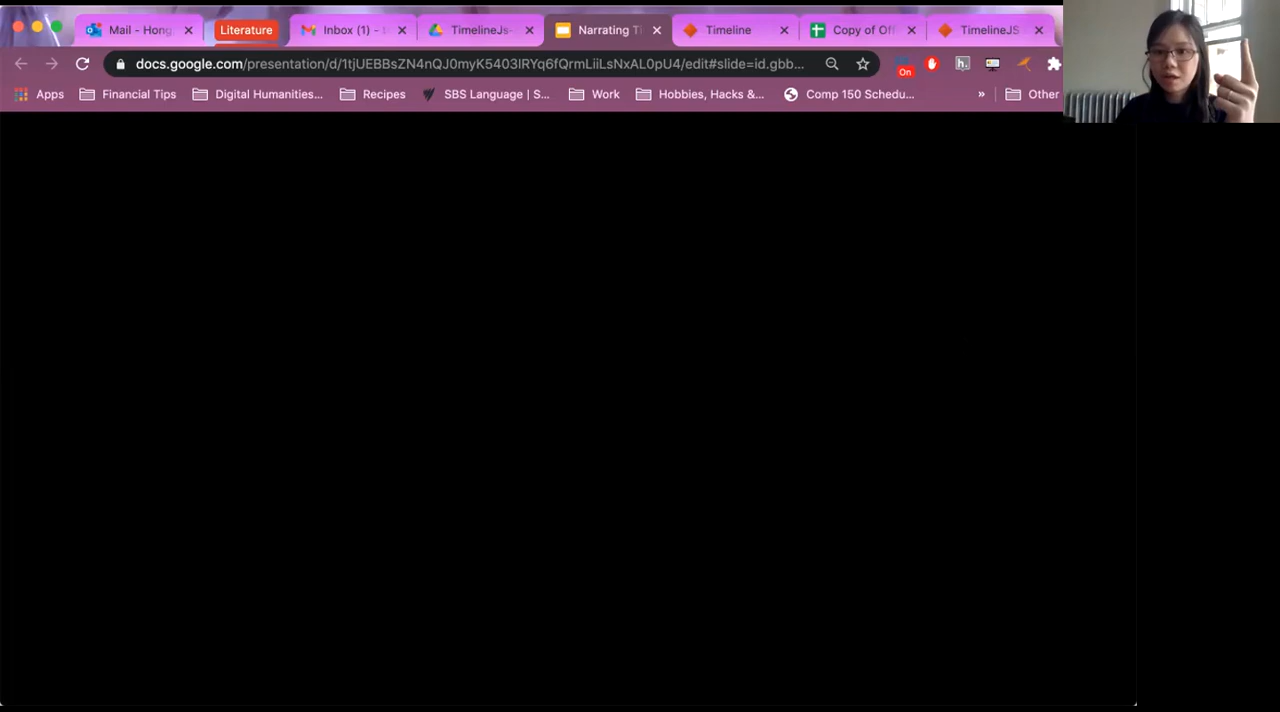 Mail - Hong
Literature
Inbox (1) - t
TimelineJs-
Narrating Ti
Timeline
Copy of Off
TimelineJS
docs.google.com/presentation/d/1tjUEBBsZN4nQJ0myK5403lRYq6fQrmLiiLsNxAL0pU4/edit#slide=id.gbb...
On
h.
Apps
Financial Tips
Digital Humanities...
Recipes
SBS Language | S...
Work
Hobbies, Hacks &...
Comp 150 Schedu...
»
Other